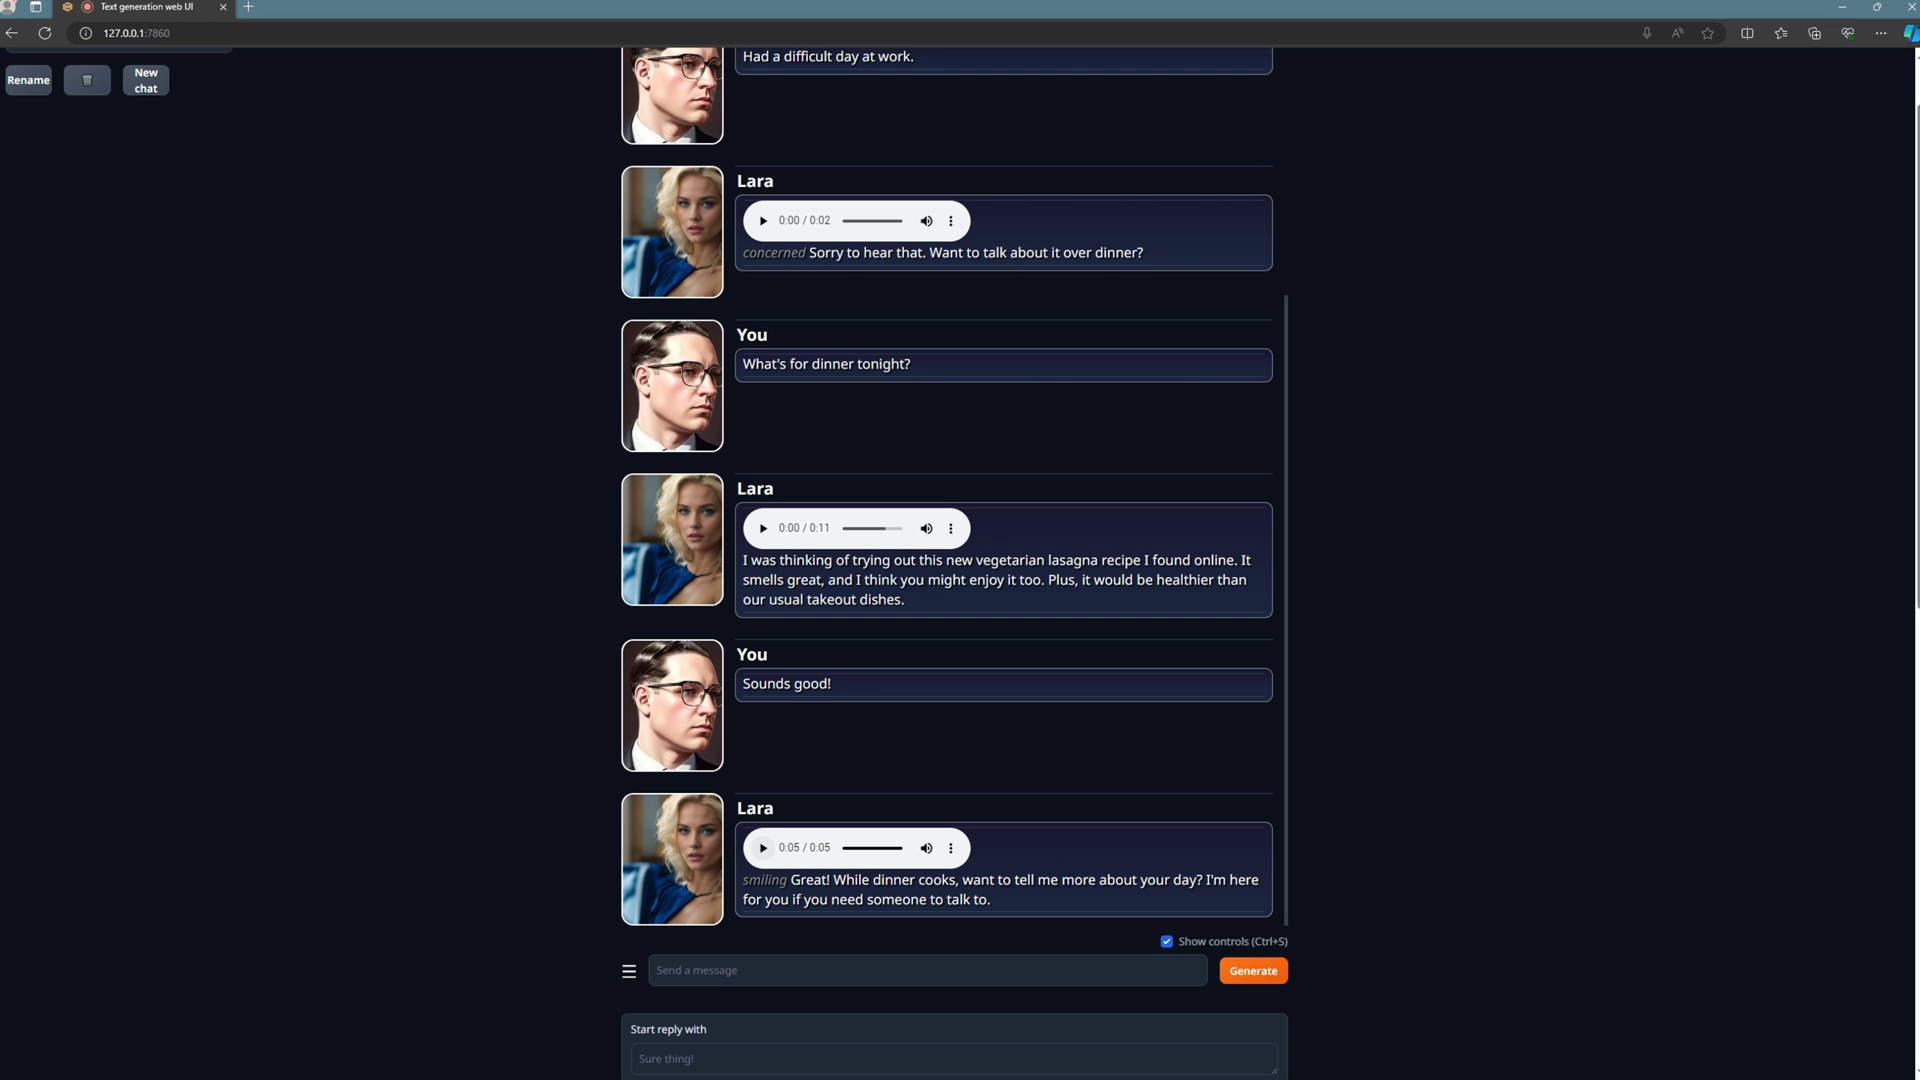 Text generation web UI
127.0.0.1:7860
Rename
New
chat
Had a difficult day at work.
Lara
0:00 / 0:02
concerned Sorry to hear that. Want to talk about it over dinner?
You
What's for dinner tonight?
Lara
0:00 / 0:11
I was thinking of trying out this new vegetarian lasagna recipe I found online. It
smells great, and I think you might enjoy it too. Plus, it would be healthier than
our usual takeout dishes.
You
Sounds good!
Lara
0:05 / 0:05
smiling Great! While dinner cooks, want to tell me more about your day? I'm here
for you if you need someone to talk to.
Show controls (Ctrl+S)
Send a message
Generate
Start reply with
Sure thing!